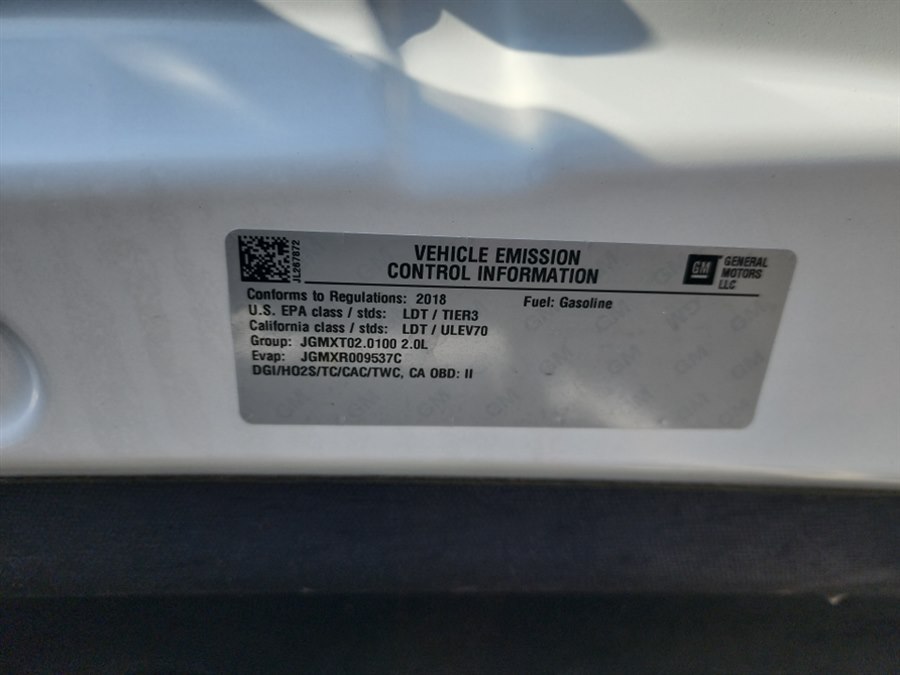 JL267872
VEHICLE EMISSION
CONTROL INFORMATION
GM
GENERAL
MOTORS
LLC
Conforms to Regulations: 2018
Fuel: Gasoline
U.S. EPA class / stds: LDT / TIER3
California class / stds: LDT / ULEV70
Group: JGMXT02.0100 2.0L
Evap: JGMXR009537C
DGI/HO2S/TC/CAC/TWC, CA OBD: II